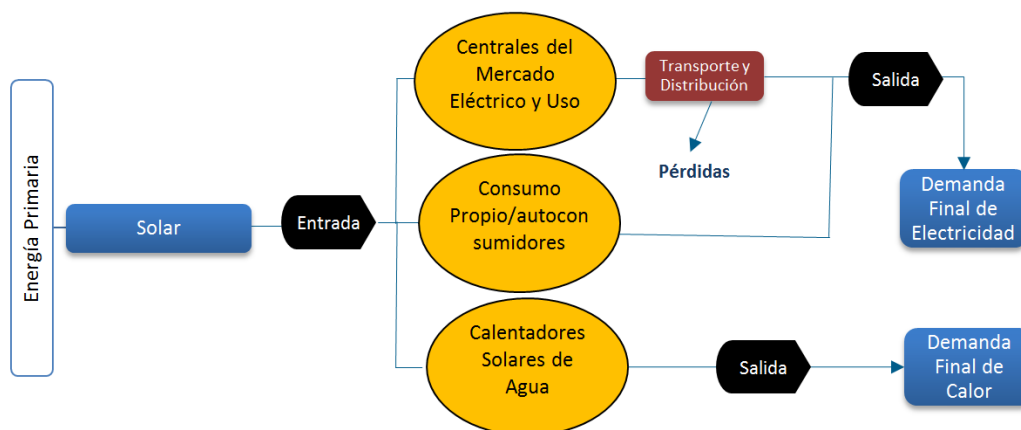 Energía Primaria
Solar
Entrada
Centrales del
Mercado
Eléctrico y Uso
Transporte y
Distribución
Pérdidas
Salida
Demanda
Final de
Electricidad
Consumo
Propio/autocon
sumidores
Calentadores
Solares de
Agua
Salida
Demanda
Final de
Calor